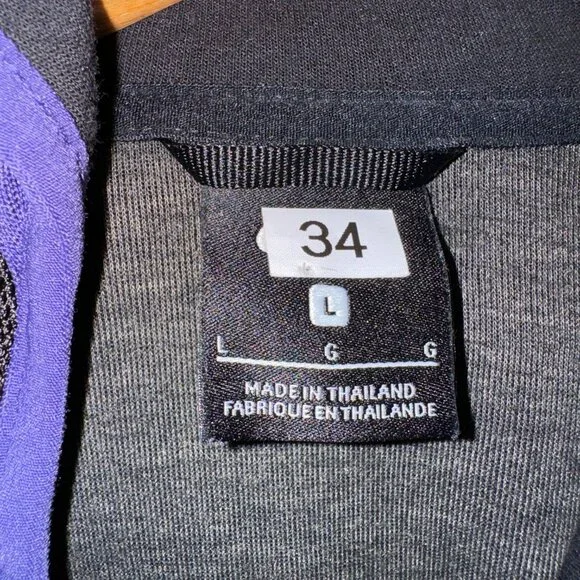 34
L
L G G
MADE IN THAILAND
FABRIQUE EN THAILANDE